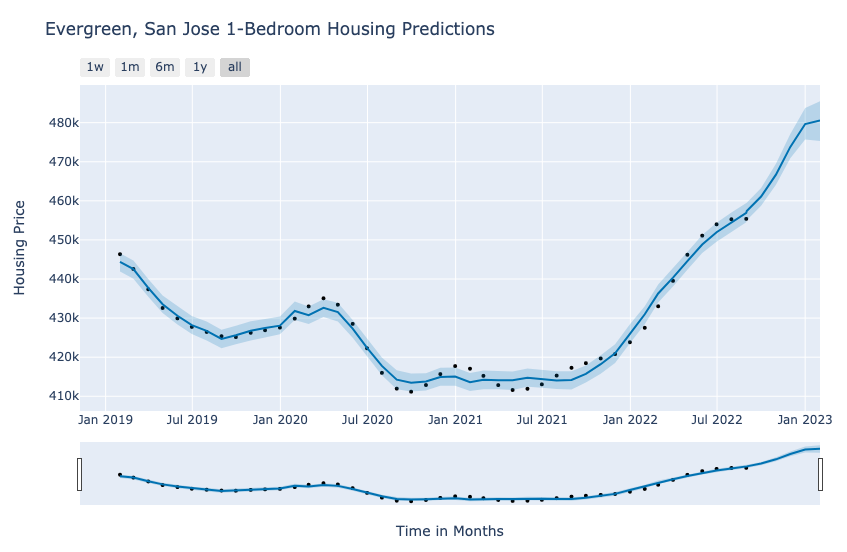 Evergreen, San Jose 1-Bedroom Housing Predictions
1w 1m 6m 1y all
480k
470k
460k
450k
440k
430k
420k
410k
Housing Price
Jan 2019 Jul 2019 Jan 2020 Jul 2020 Jan 2021 Jul 2021 Jan 2022 Jul 2022 Jan 2023
Time in Months